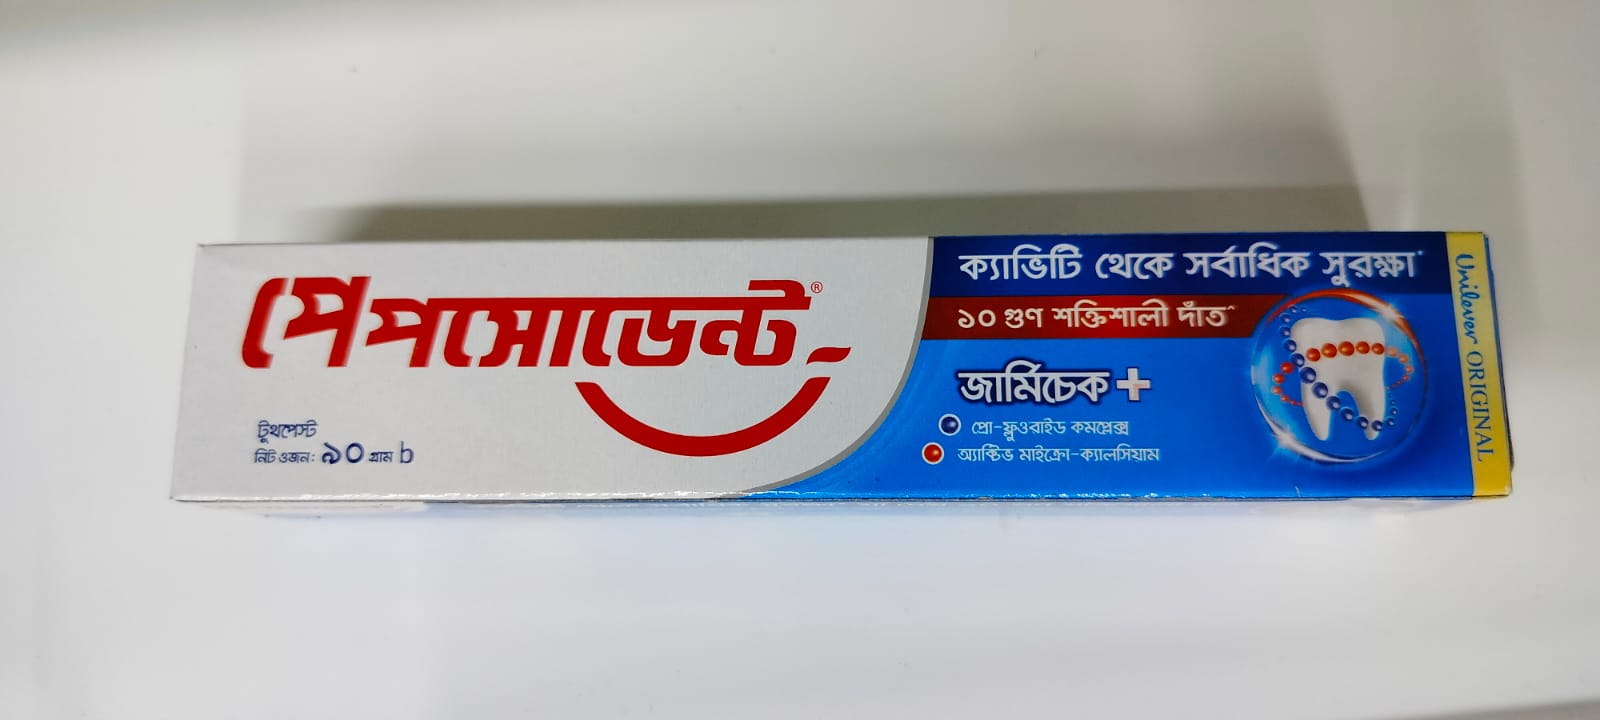 পেপসোডেন্ট®
টুথপেস্ট
নিট ওজন: ৯০ গ্রাম b
ক্যাভিটি থেকে সর্বাধিক সুরক্ষা*
১০ গুণ শক্তিশালী দাঁত^
জার্মিচেক+
প্রো-ফ্লুওরাইড কমপ্লেক্স
অ্যাক্টিভ মাইক্রো-ক্যালসিয়াম
Unilever ORIGINAL